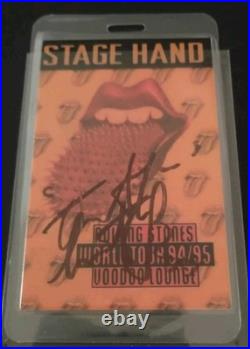 STAGE HAND
ROLLING STONES
WORLD TOUR 94/95
VOODOO LOUNGE